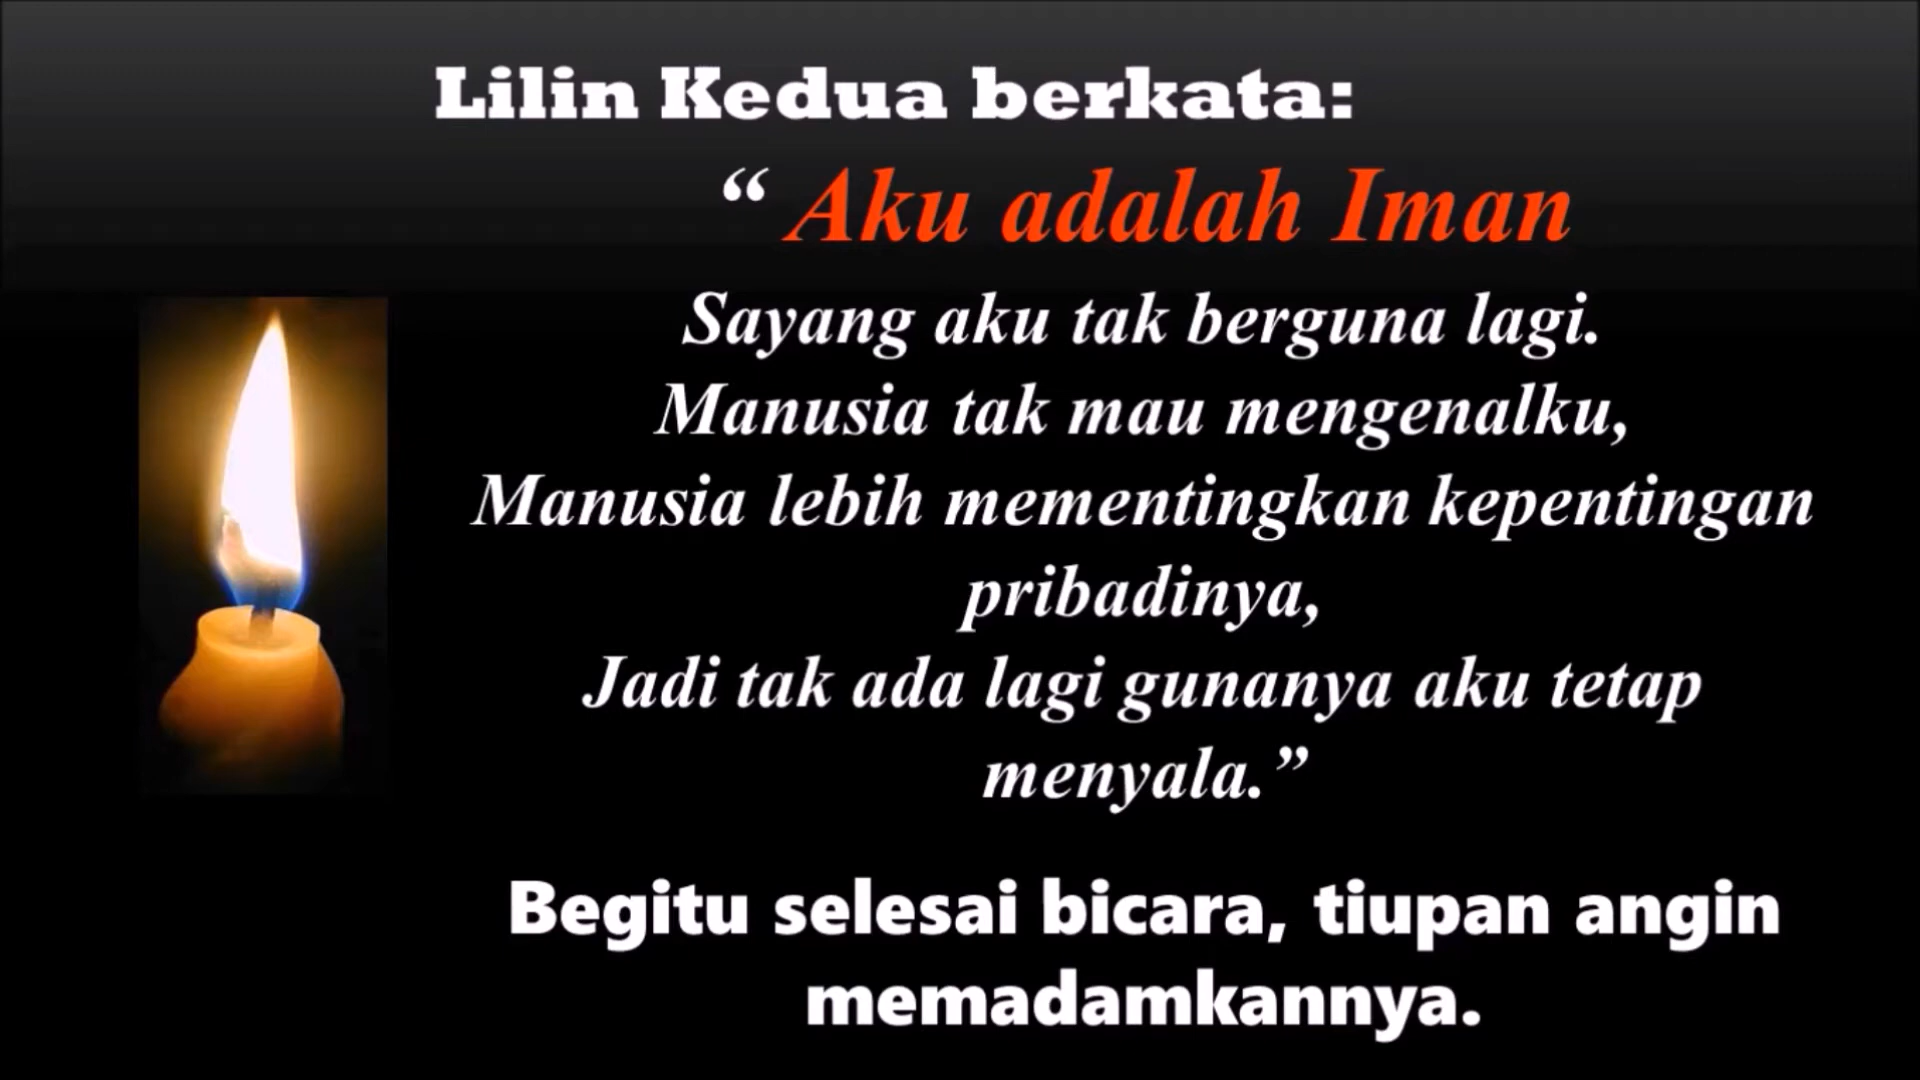 Lilin Kedua berkata:
“ Aku adalah Iman
Sayang aku tak berguna lagi.
Manusia tak mau mengenalku,
Manusia lebih mementingkan kepentingan
pribadinya,
Jadi tak ada lagi gunanya aku tetap
menyala.”
Begitu selesai bicara, tiupan angin
memadamkannya.